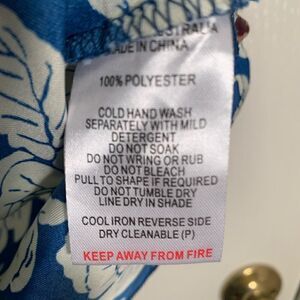 AUSTRALIA
MADE IN CHINA
100% POLYESTER
COLD HAND WASH
SEPARATELY WITH MILD
DETERGENT
DO NOT SOAK
DO NOT WRING OR RUB
DO NOT BLEACH
PULL TO SHAPE IF REQUIRED
DO NOT TUMBLE DRY
LINE DRY IN SHADE
COOL IRON REVERSE SIDE
DRY CLEANABLE (P)
KEEP AWAY FROM FIRE